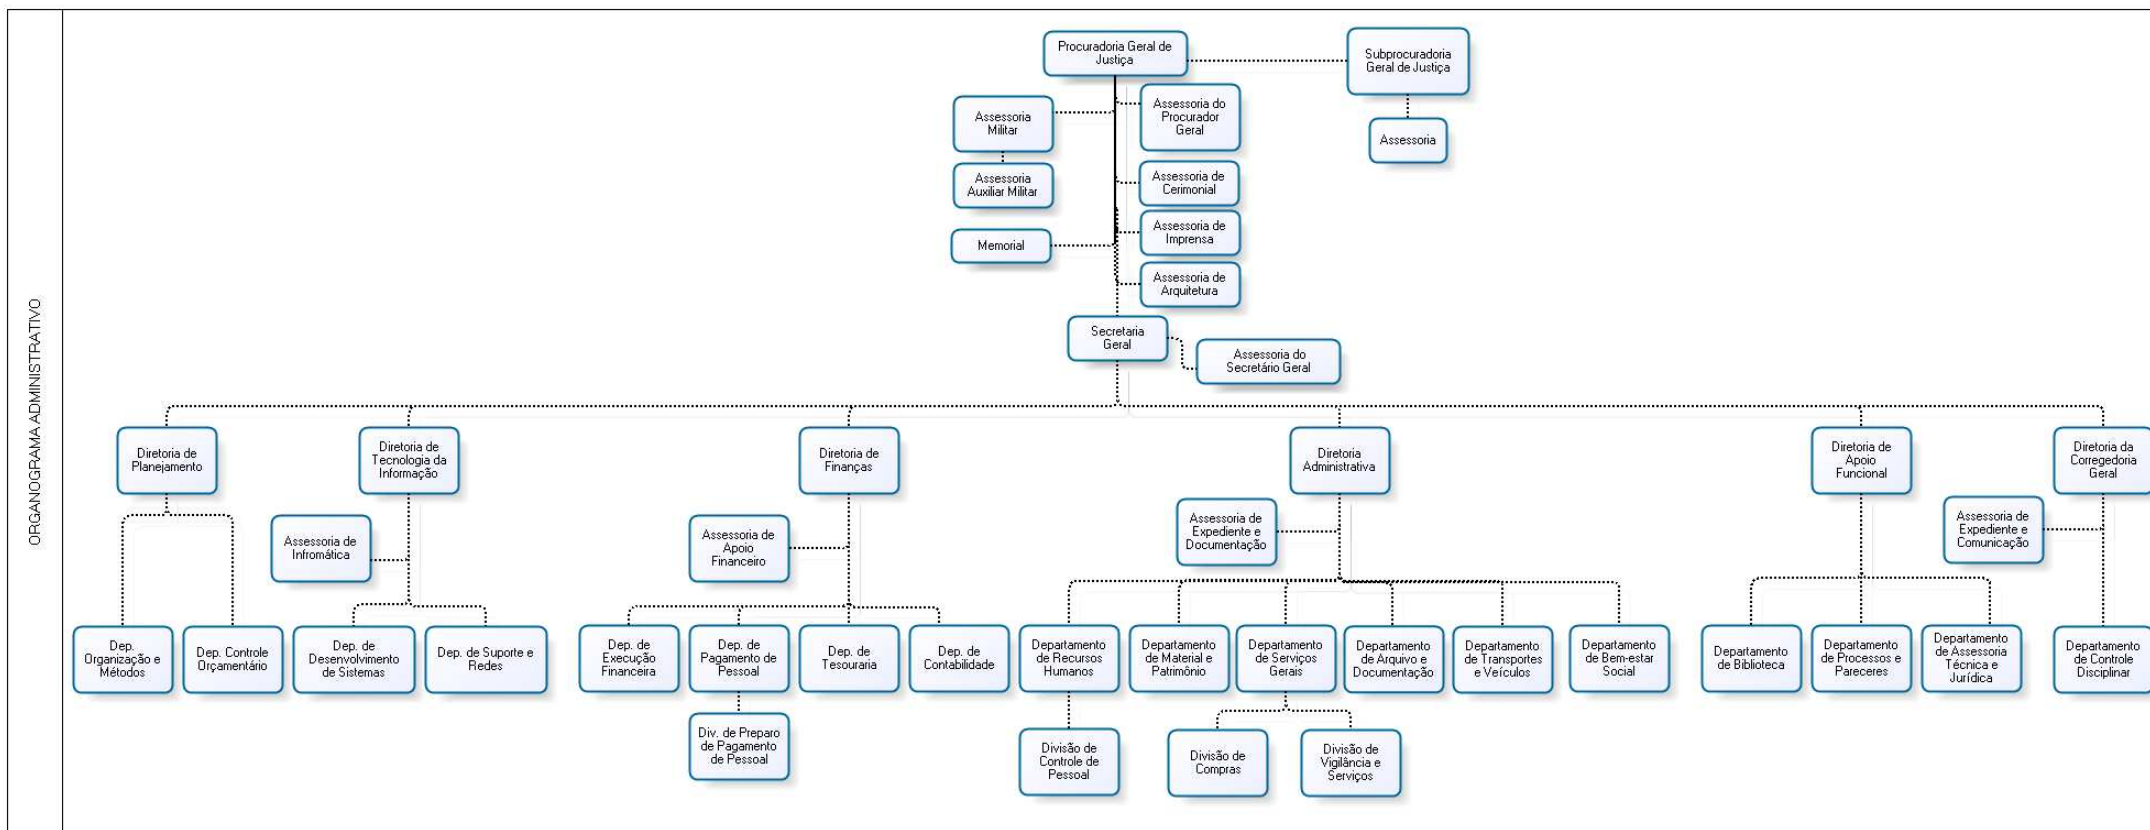 ORGANOGRAMA ADMINISTRATIVO
Procuradoria Geral de
Justiça
Subprocuradoria
Geral de Justiça
Assessoria
Assessoria
Militar
Assessoria do
Procurador
Geral
Assessoria
Auxiliar Militar
Assessoria de
Cerimonial
Memorial
Assessoria de
Imprensa
Assessoria de
Arquitetura
Secretaria
Geral
Assessoria do
Secretário Geral
Diretoria de
Planejamento
Diretoria de
Tecnologia da
Informação
Diretoria de
Finanças
Diretoria
Administrativa
Diretoria de
Apoio
Funcional
Diretoria da
Corregedoria
Geral
Assessoria de
Infromática
Assessoria de
Apoio
Financeiro
Assessoria de
Expediente e
Documentação
Assessoria de
Expediente e
Comunicação
Dep.
Organização e
Métodos
Dep. Controle
Orçamentário
Dep. de
Desenvolvimento
de Sistemas
Dep. de Suporte e
Redes
Dep. de
Execução
Financeira
Dep. de
Pagamento de
Pessoal
Dep. de
Tesouraria
Dep. de
Contabilidade
Departamento
de Recursos
Humanos
Departamento
de Material e
Patrimônio
Departamento
de Serviços
Gerais
Departamento
de Arquivo e
Documentação
Departamento
de Transportes
e Veículos
Departamento
de Bem-estar
Social
Departamento
de Biblioteca
Departamento
de Processos e
Pareceres
Departamento
de Assessoria
Técnica e
Jurídica
Departamento
de Controle
Disciplinar
Div. de Preparo
de Pagamento
de Pessoal
Divisão de
Controle de
Pessoal
Divisão de
Compras
Divisão de
Vigilância e
Serviços